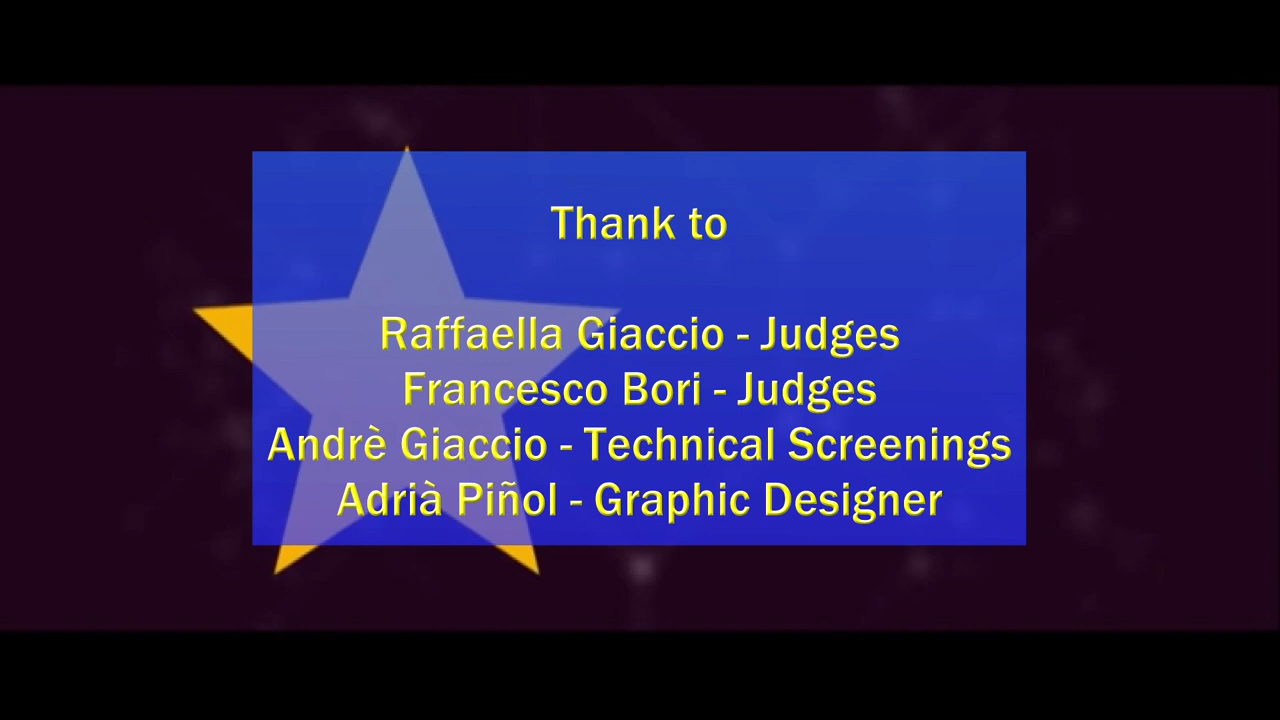 Thank to
Raffaella Giaccio - Judges
Francesco Bori - Judges
Andrè Giaccio - Technical Screenings
Adrià Piñol - Graphic Designer